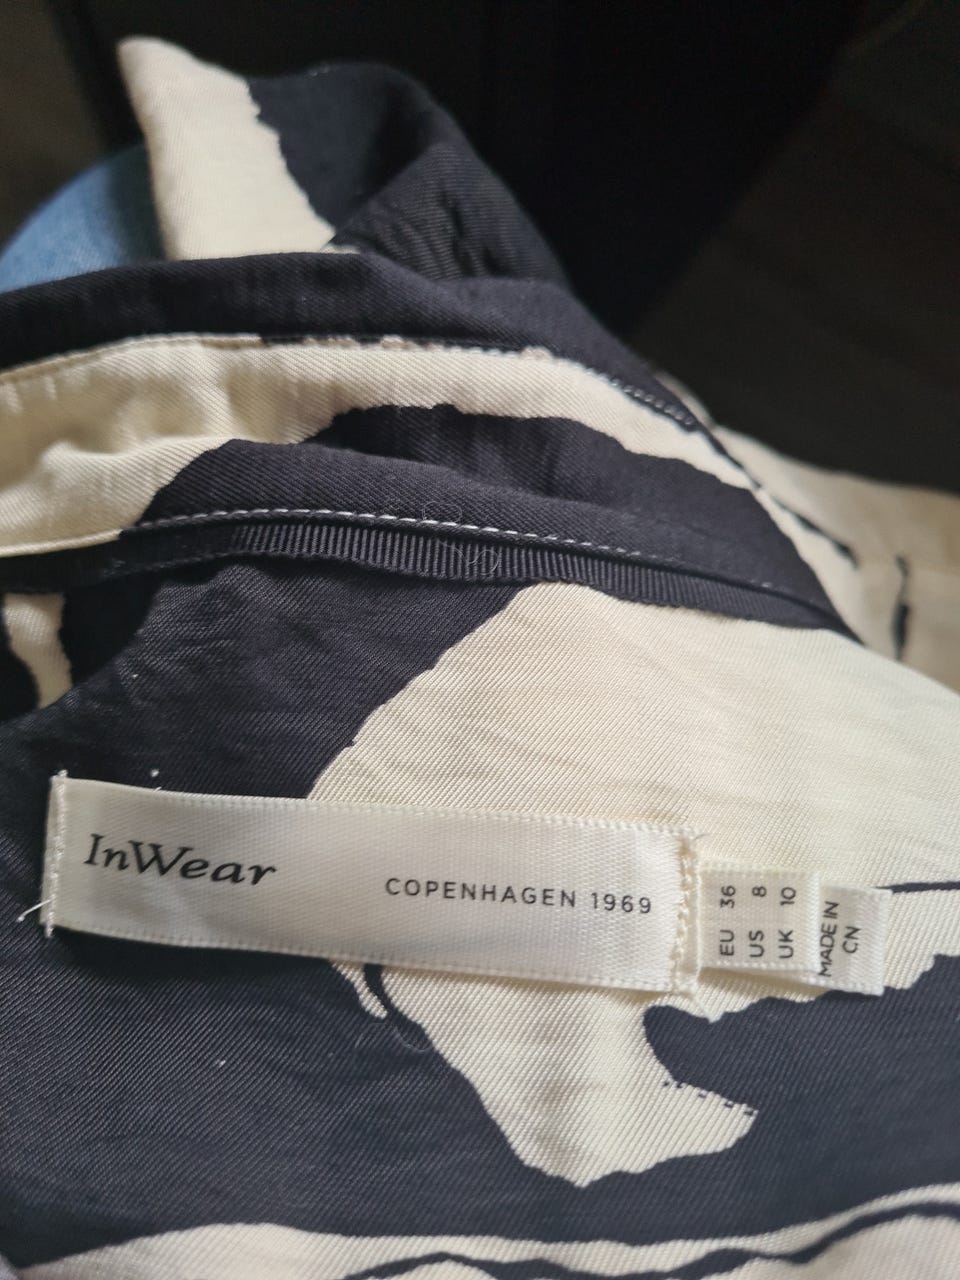 InWear
COPENHAGEN 1969
EU 36
US 8
UK 10
MADE IN
CN